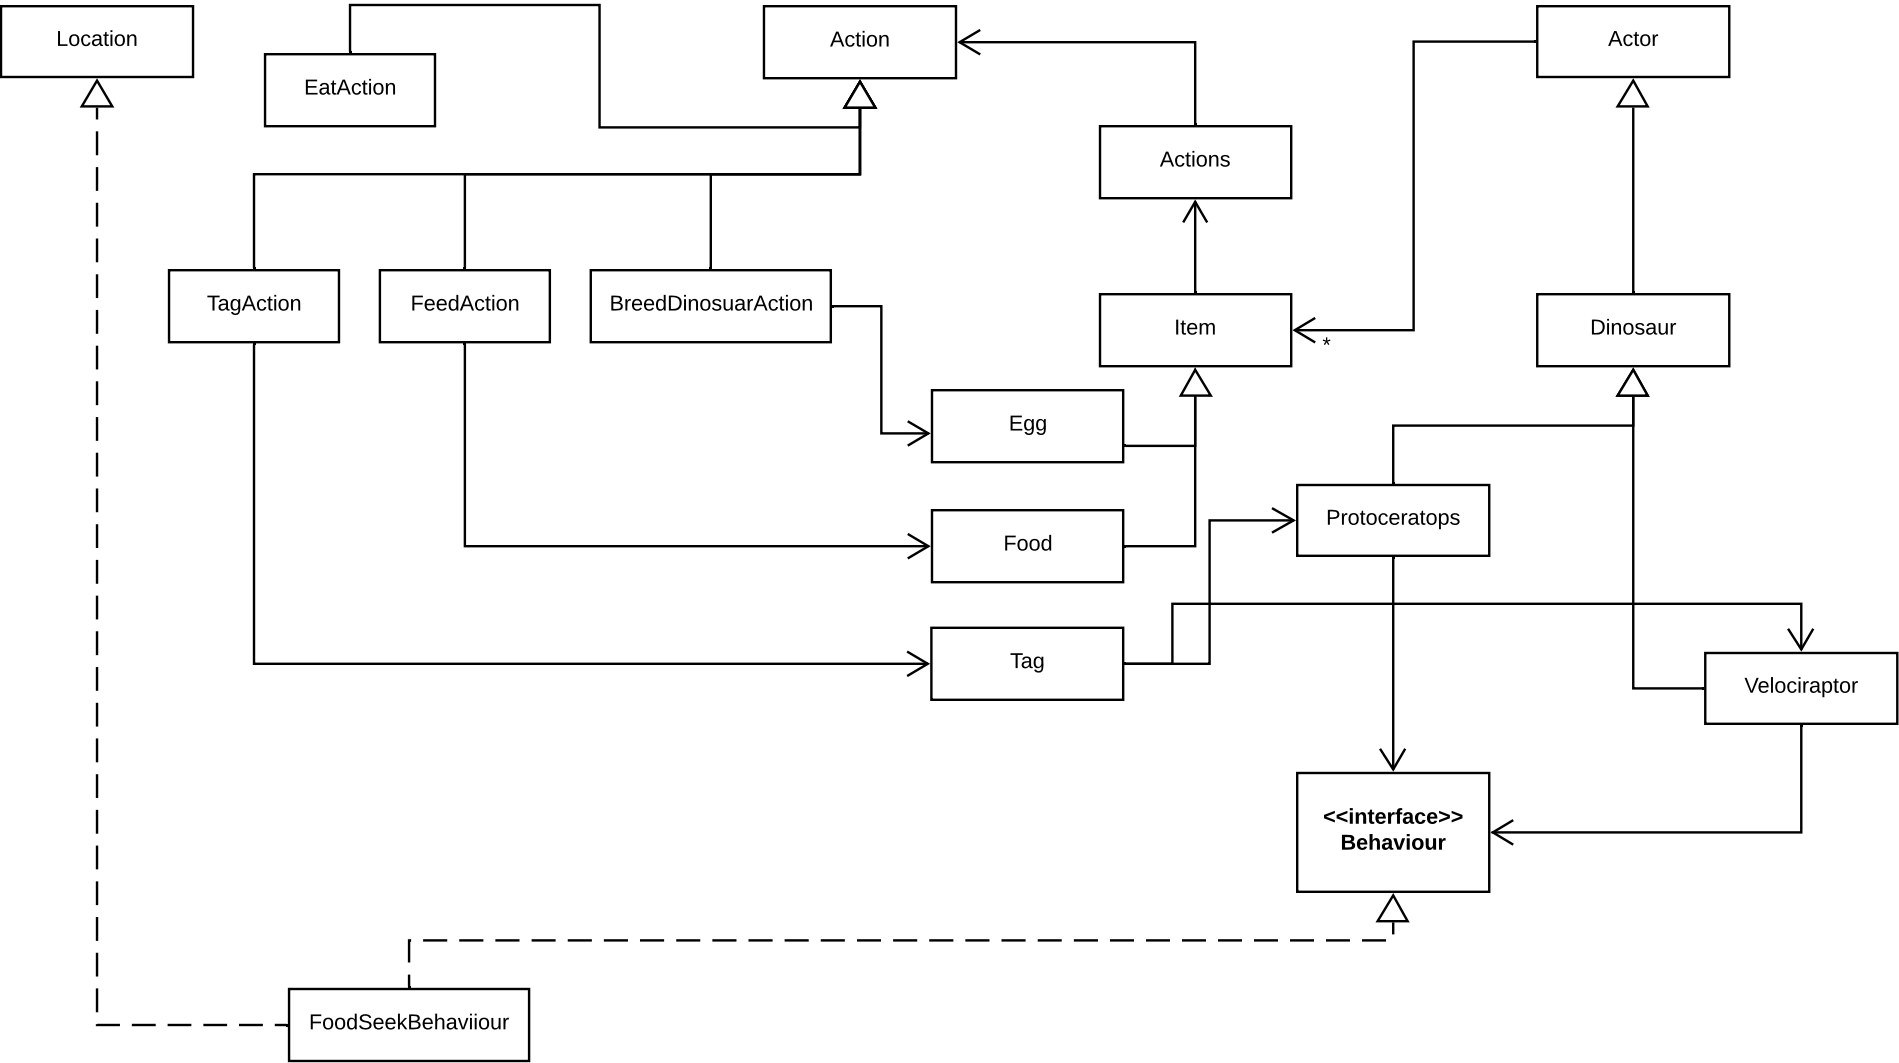 Location
Action
Actor
EatAction
Actions
TagAction
FeedAction
BreedDinosuarAction
Item
*
Dinosaur
Egg
Protoceratops
Food
Tag
Velociraptor
<<interface>>
Behaviour
FoodSeekBehaviiour